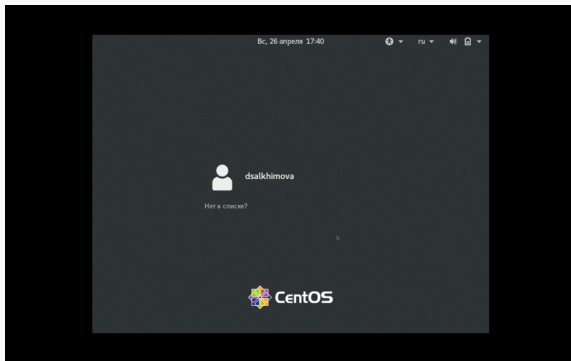 Вс, 26 апреля 17:40
ru
dsalkhimova
Нет в списке?
CentOS